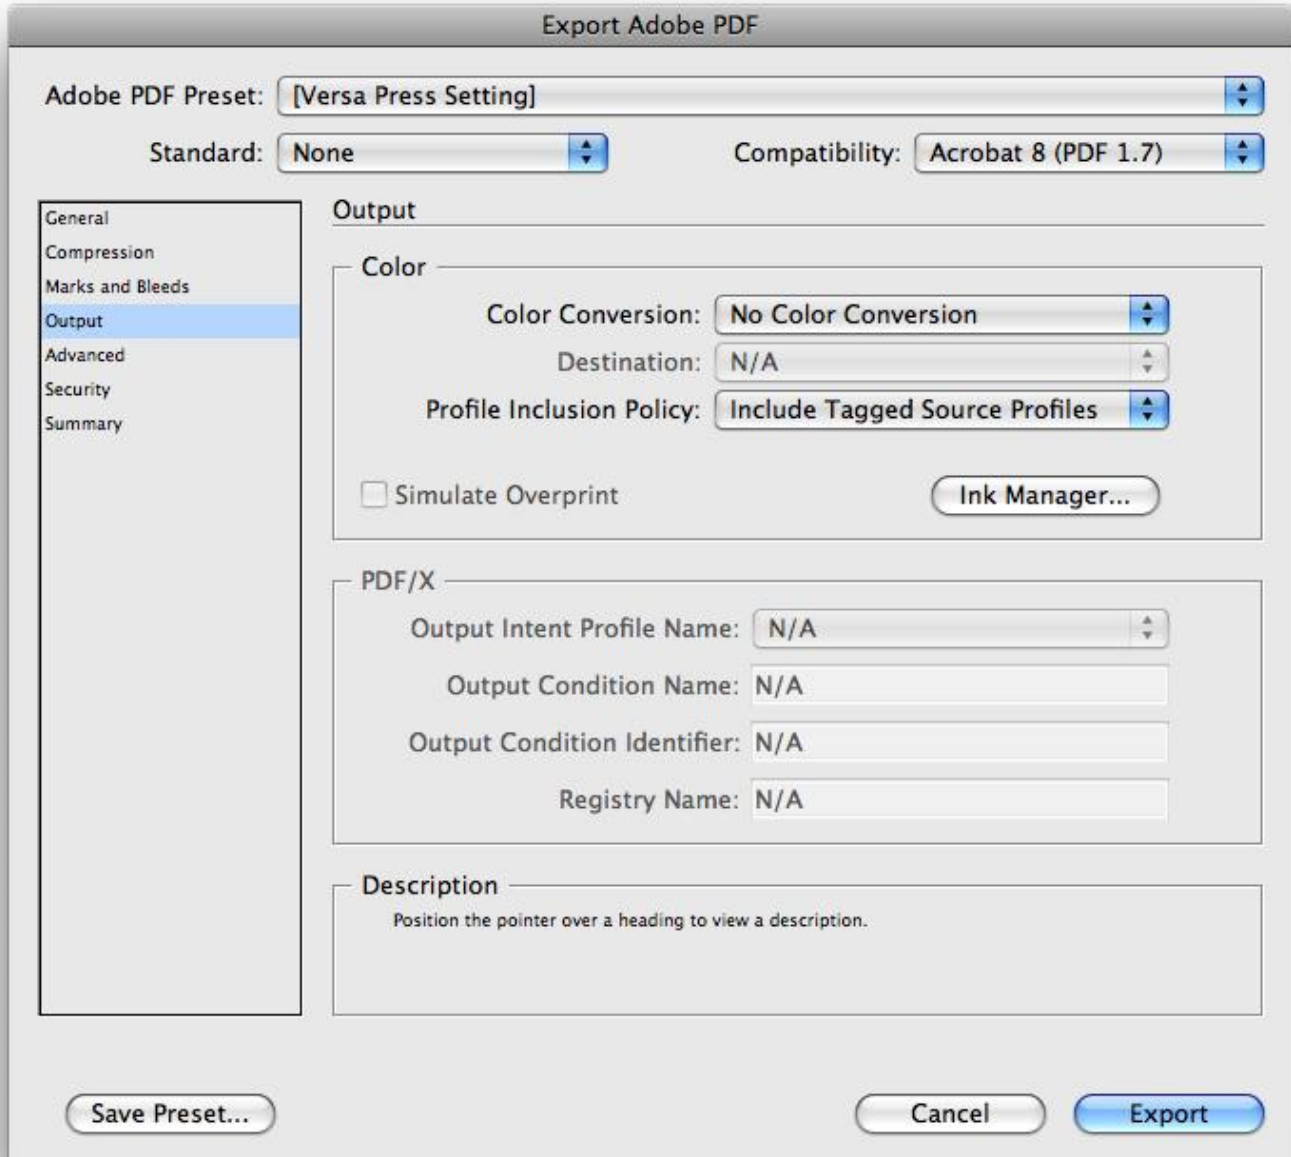 Export Adobe PDF
Adobe PDF Preset: [Versa Press Setting]
Standard: None Compatibility: Acrobat 8 (PDF 1.7)
General
Compression
Marks and Bleeds
Output
Advanced
Security
Summary
Output
Color
Color Conversion: No Color Conversion
Destination: N/A
Profile Inclusion Policy: Include Tagged Source Profiles
Simulate Overprint Ink Manager...
PDF/X
Output Intent Profile Name: N/A
Output Condition Name: N/A
Output Condition Identifier: N/A
Registry Name: N/A
Description
Position the pointer over a heading to view a description.
Save Preset... Cancel Export